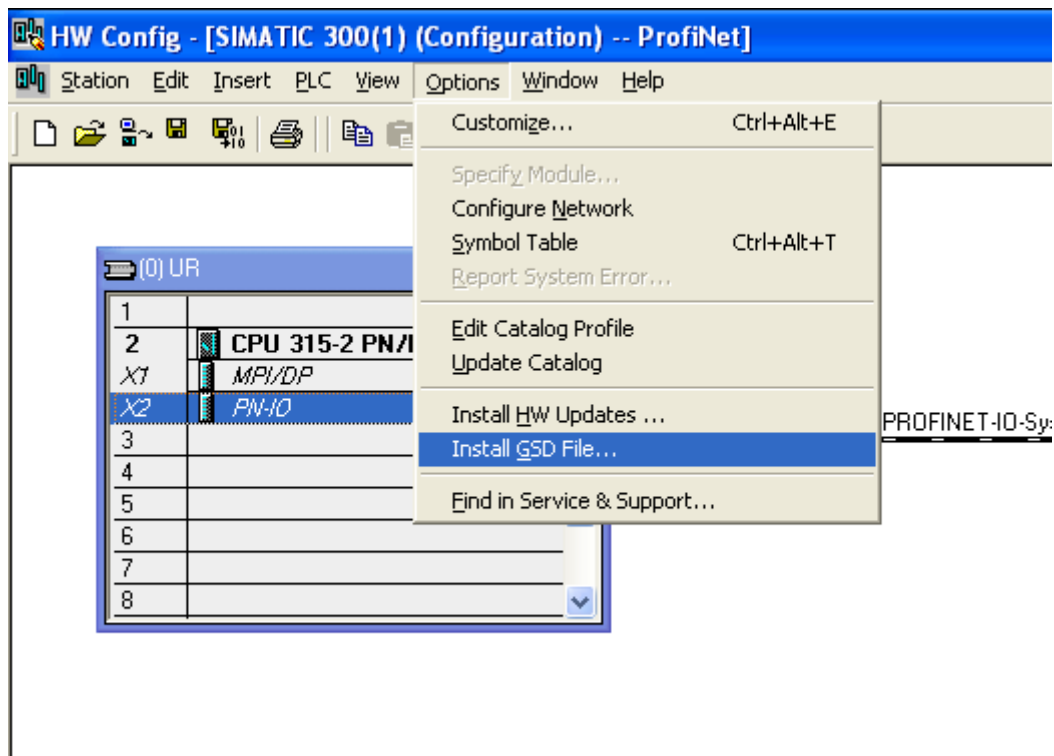 HW Config - [SIMATIC 300(1) (Configuration) -- ProfiNet]
Station Edit Insert PLC View Options Window Help
Customize... Ctrl+Alt+E
Specify Module...
Configure Network
Symbol Table Ctrl+Alt+T
Report System Error...
Edit Catalog Profile
Update Catalog
Install HW Updates ...
Install GSD File...
Find in Service & Support...
(0) UR
1
2 CPU 315-2 PN/
X1 MPI/DP
X2 PN-IO
3
4
5
6
7
8
PROFINET-IO-Sy